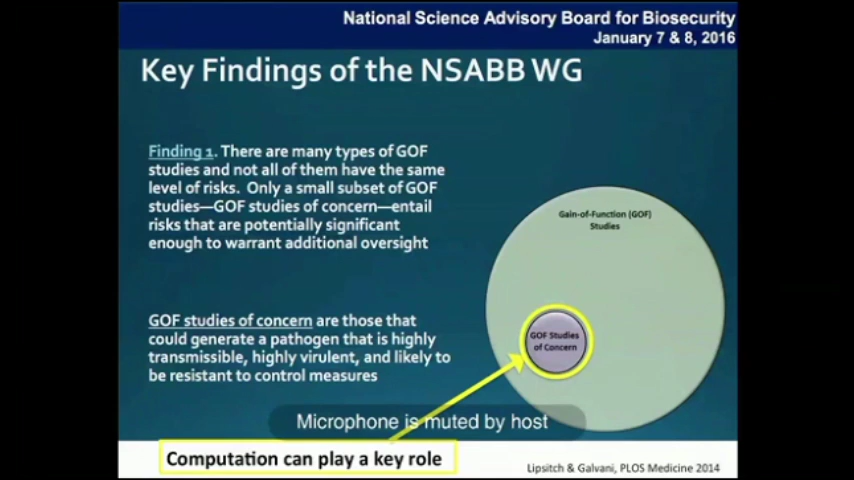 National Science Advisory Board for Biosecurity
January 7 & 8, 2016
Key Findings of the NSABB WG
Finding 1. There are many types of GOF
studies and not all of them have the same
level of risks. Only a small subset of GOF
studies—GOF studies of concern—entail
risks that are potentially significant
enough to warrant additional oversight
Gain-of-Function (GOF)
Studies
GOF studies of concern are those that
could generate a pathogen that is highly
transmissible, highly virulent, and likely to
be resistant to control measures
GOF Studies
of Concern
Microphone is muted by host
Computation can play a key role
Lipsitch & Galvani, PLOS Medicine 2014